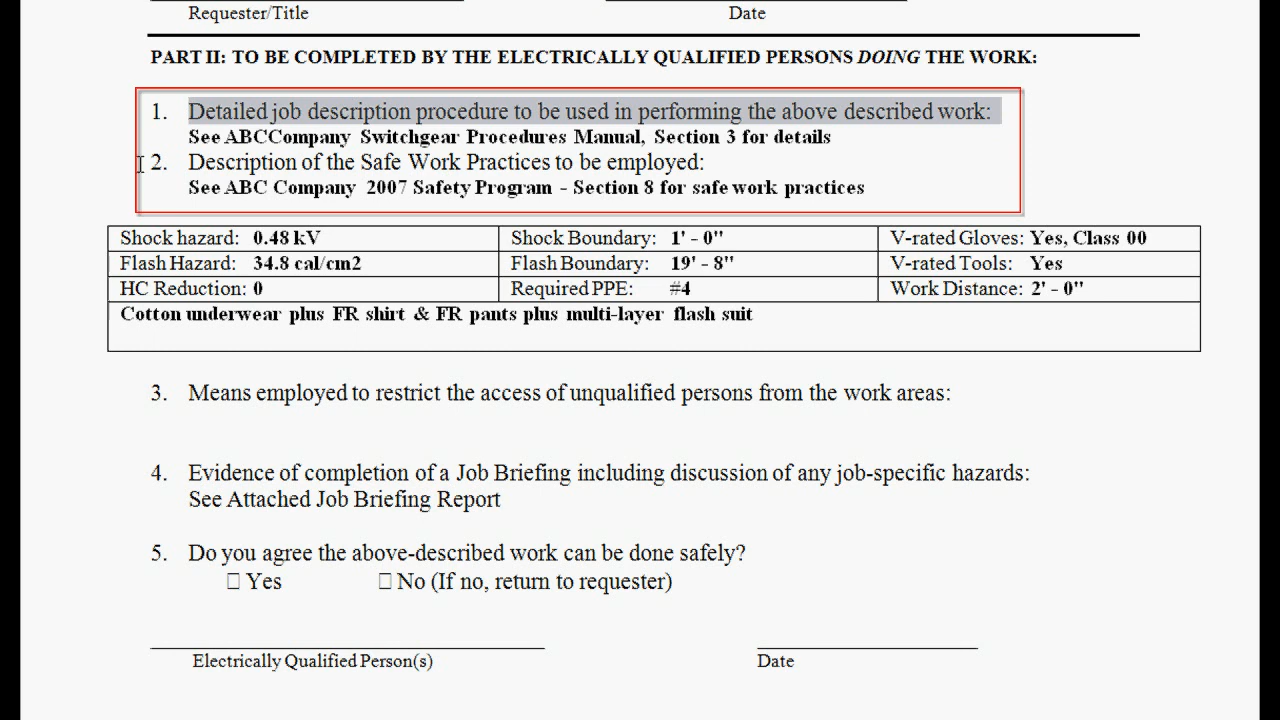 Requester/Title Date
PART II: TO BE COMPLETED BY THE ELECTRICALLY QUALIFIED PERSONS DOING THE WORK:
1. Detailed job description procedure to be used in performing the above described work:
See ABCCompany Switchgear Procedures Manual, Section 3 for details
2. Description of the Safe Work Practices to be employed:
See ABC Company 2007 Safety Program - Section 8 for safe work practices
Shock hazard: 0.48 kV Shock Boundary: 1' - 0" V-rated Gloves: Yes, Class 00
Flash Hazard: 34.8 cal/cm2 Flash Boundary: 19' - 8" V-rated Tools: Yes
HC Reduction: 0 Required PPE: #4 Work Distance: 2' - 0"
Cotton underwear plus FR shirt & FR pants plus multi-layer flash suit
3. Means employed to restrict the access of unqualified persons from the work areas:
4. Evidence of completion of a Job Briefing including discussion of any job-specific hazards:
See Attached Job Briefing Report
5. Do you agree the above-described work can be done safely?
☐ Yes ☐ No (If no, return to requester)
Electrically Qualified Person(s) Date